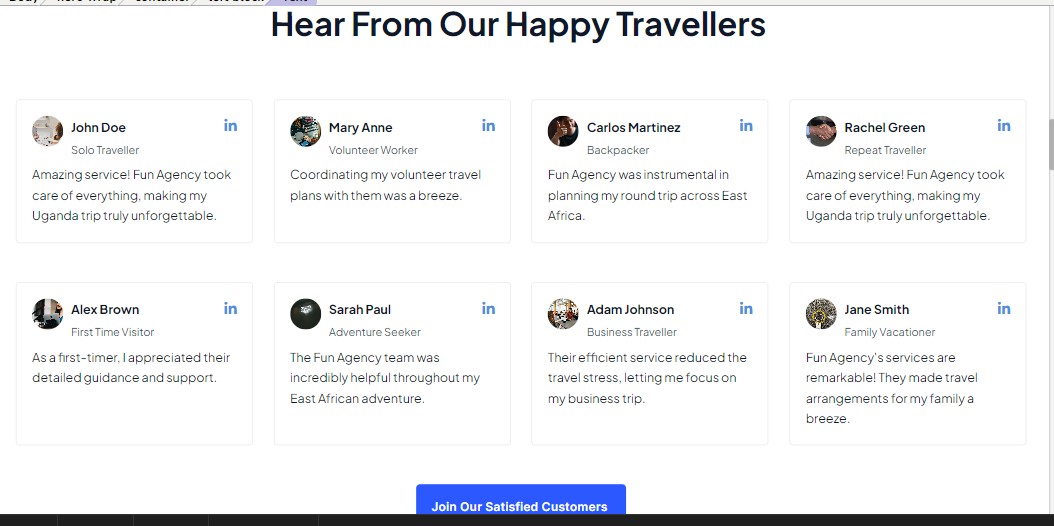 Hear From Our Happy Travellers
John Doe
in
Solo Traveller
Amazing service! Fun Agency took
care of everything, making my
Uganda trip truly unforgettable.
Mary Anne
in
Volunteer Worker
Coordinating my volunteer travel
plans with them was a breeze.
Carlos Martinez
in
Backpacker
Fun Agency was instrumental in
planning my round trip across East
Africa.
Rachel Green
in
Repeat Traveller
Amazing service! Fun Agency took
care of everything, making my
Uganda trip truly unforgettable.
Alex Brown
in
First Time Visitor
As a first-timer, I appreciated their
detailed guidance and support.
Sarah Paul
in
Adventure Seeker
The Fun Agency team was
incredibly helpful throughout my
East African adventure.
Adam Johnson
in
Business Traveller
Their efficient service reduced the
travel stress, letting me focus on
my business trip.
Jane Smith
in
Family Vacationer
Fun Agency's services are
remarkable! They made travel
arrangements for my family a
breeze.
Join Our Satisfied Customers